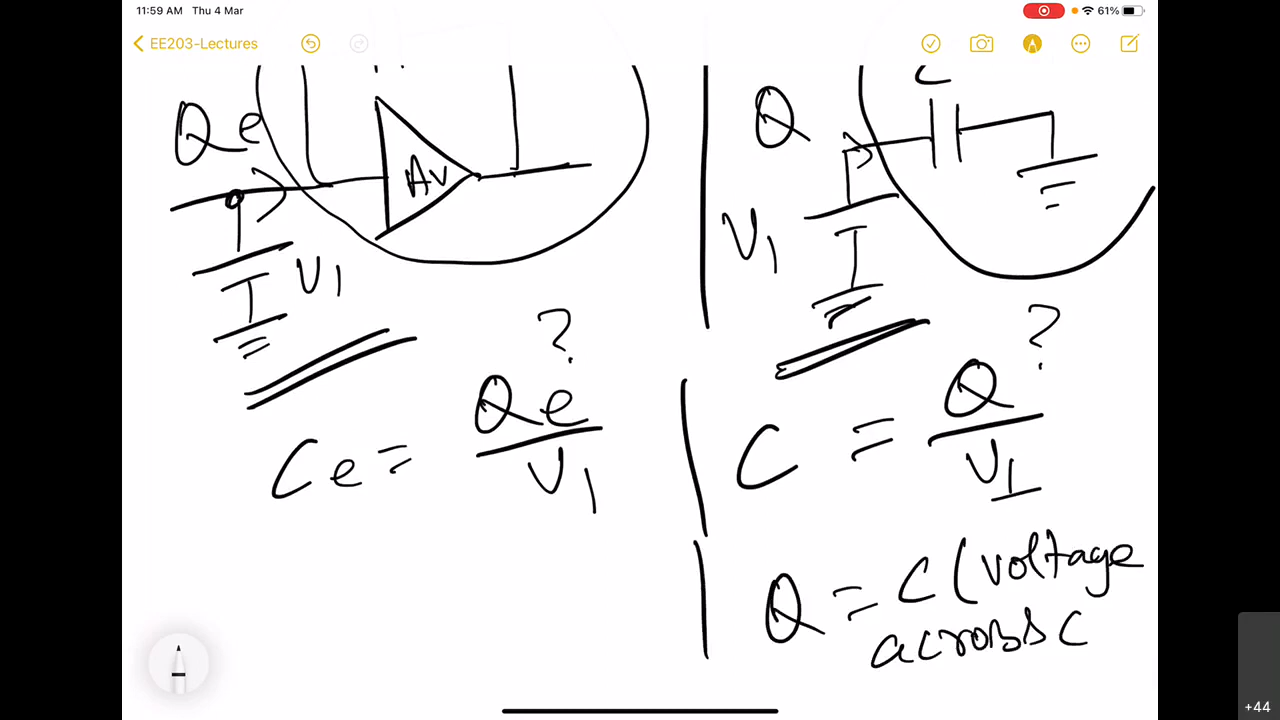 11:59 AM Thu 4 Mar
61%
EE203-Lectures
Qe
Av
V1
?
Ce = Qe / V1
C
Q
V1
?
C = Q / V1
Q = C (voltage
across C
+44